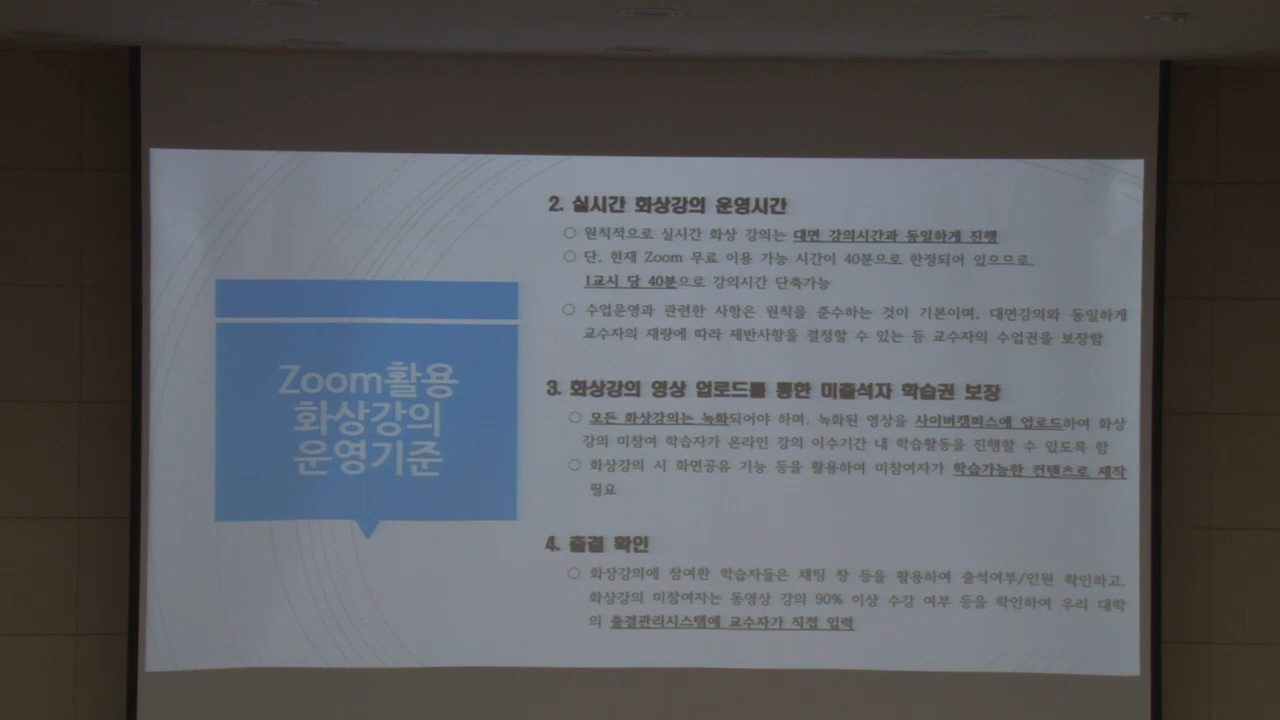 Zoom활용
화상강의
운영기준
2. 실시간 화상강의 운영시간
○ 원칙적으로 실시간 화상 강의는 대면 강의시간과 동일하게 진행
○ 단, 현재 Zoom 무료 이용 가능 시간이 40분으로 한정되어 있으므로,
1교시 당 40분으로 강의시간 단축가능
○ 수업운영과 관련한 사항은 원칙을 준수하는 것이 기본이며, 대면강의와 동일하게
교수자의 재량에 따라 제반사항을 결정할 수 있는 등 교수자의 수업권을 보장함
3. 화상강의 영상 업로드를 통한 미출석자 학습권 보장
○ 모든 화상강의는 녹화되어야 하며, 녹화된 영상을 사이버캠퍼스에 업로드하여 화상
강의 미참여 학습자가 온라인 강의 이수기간 내 학습활동을 진행할 수 있도록 함
○ 화상강의 시 화면공유 기능 등을 활용하여 미참여자가 학습가능한 컨텐츠로 제작
필요
4. 출결 확인
○ 화상강의에 참여한 학습자들은 채팅 창 등을 활용하여 출석여부/인원 확인하고,
화상강의 미참여자는 동영상 강의 90% 이상 수강 여부 등을 확인하여 우리 대학
의 출결관리시스템에 교수자가 직접 입력